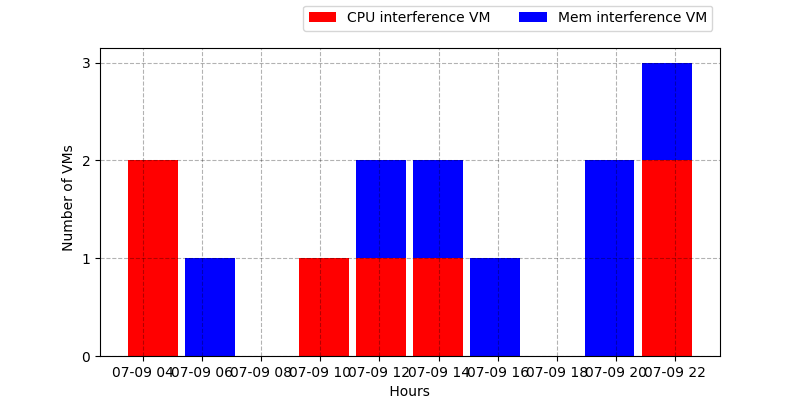 CPU interference VM Mem interference VM
3
2
1
0
Number of VMs
07-09 04 07-09 06 07-09 08 07-09 10 07-09 12 07-09 14 07-09 16 07-09 18 07-09 20 07-09 22
Hours